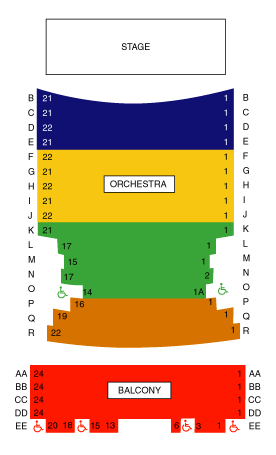 STAGE
B 21 1 B
C 21 1 C
D 22 1 D
E 21 1 E
F 22 1 F
G 21 1 G
H 22 ORCHESTRA 1 H
I 21 1 I
J 22 1 J
K 21 1 K
L 17 1 L
M 15 1 M
N 17 2 N
O 14 1A O
P 16 1 P
Q 19 1 Q
R 22 1 R
AA 24 1 AA
BB 24 BALCONY 1 BB
CC 24 1 CC
DD 24 1 DD
EE 20 18 15 13 6 3 1 EE